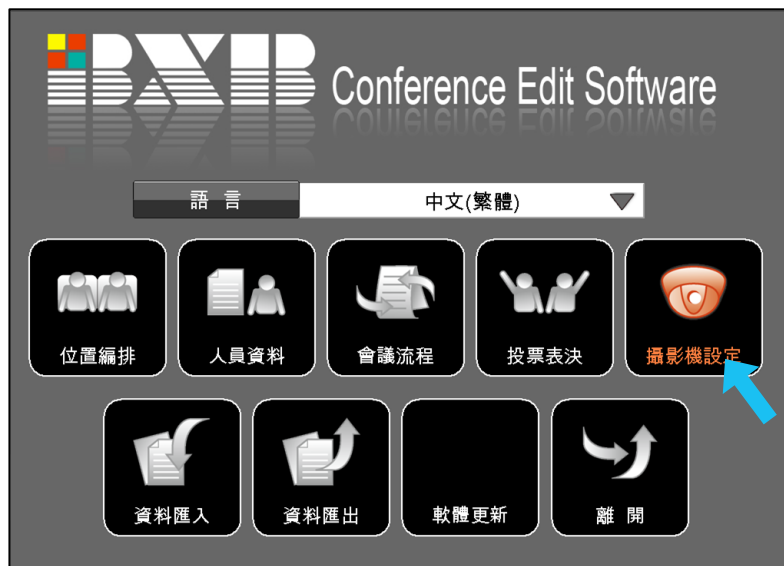 BXB Conference Edit Software
語 言 中文(繁體)
位置編排 人員資料 會議流程 投票表決 攝影機設定
資料匯入 資料匯出 軟體更新 離 開